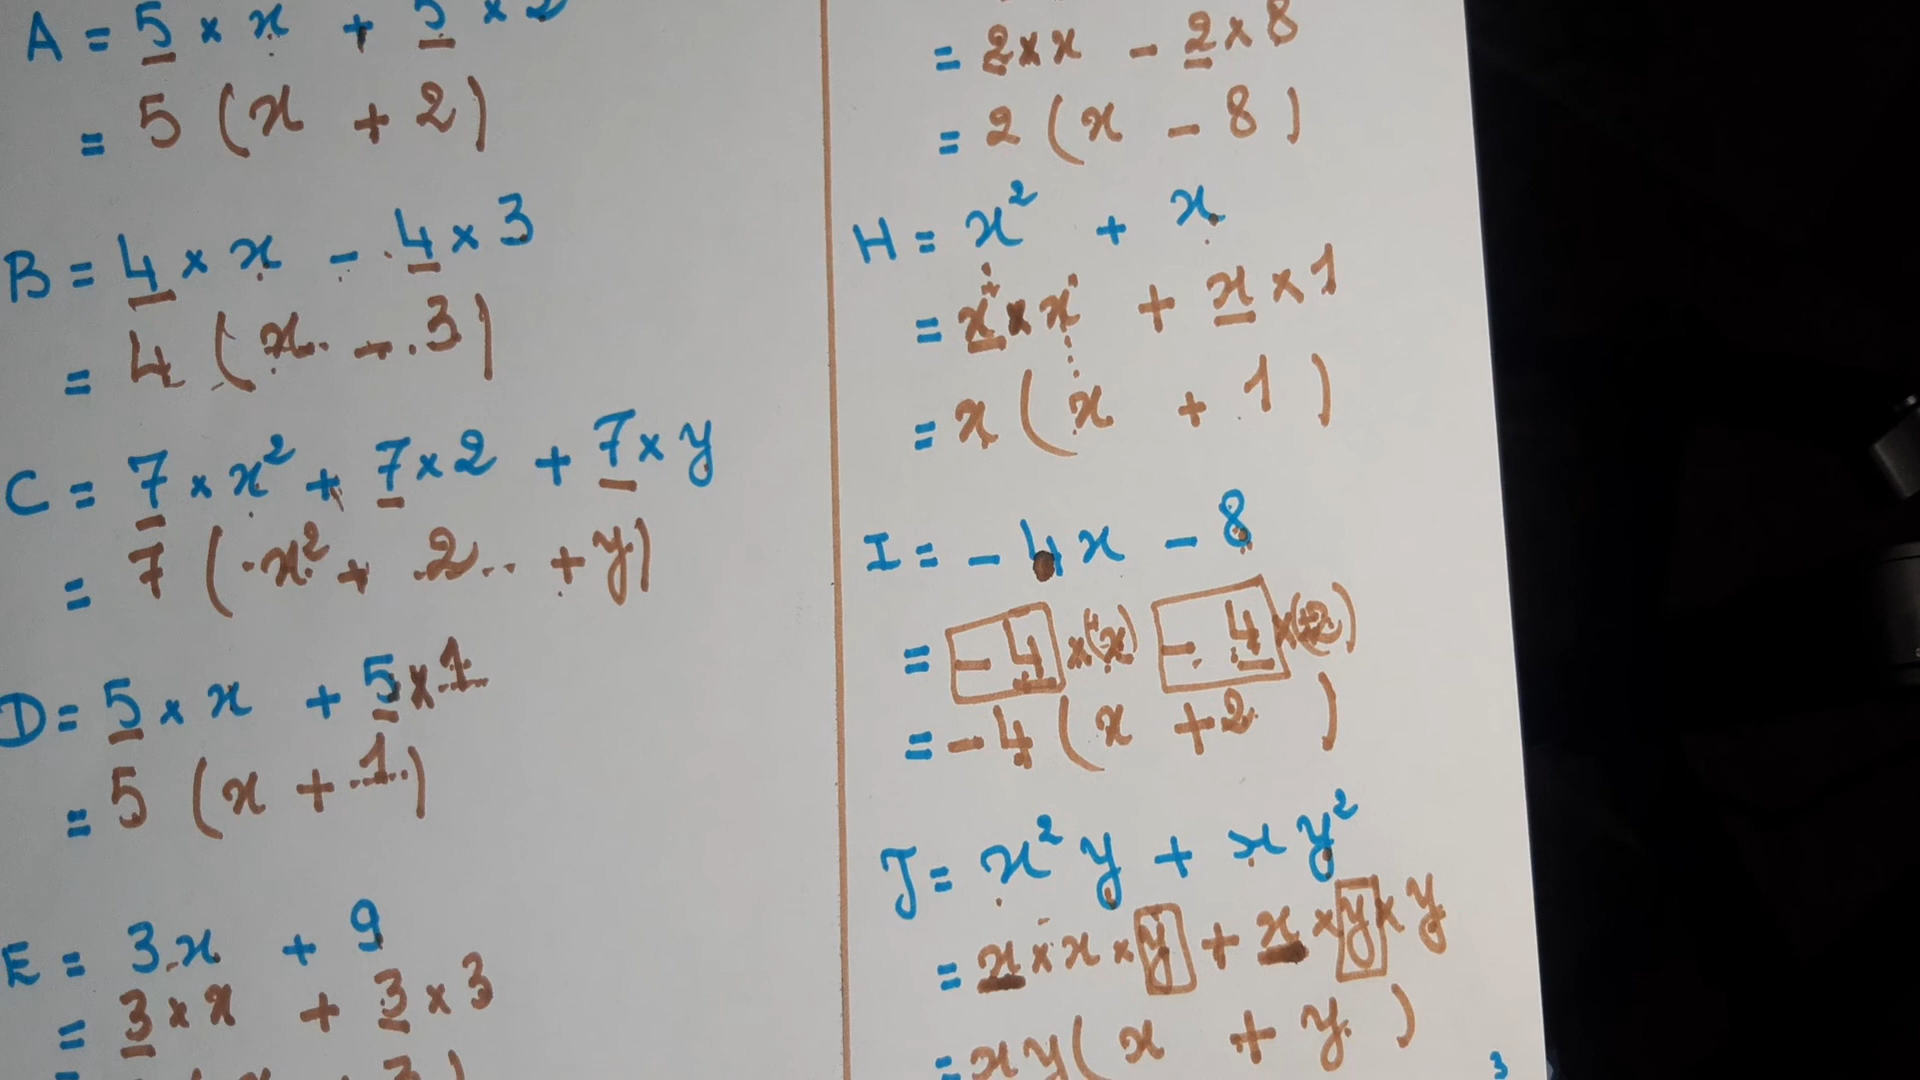 A = 5 × x + 5 × 2
= 5 (x + 2)
B = 4 × x - 4 × 3
= 4 (x - 3)
C = 7 × x² + 7 × 2 + 7 × y
= 7 (x² + 2 + y)
D = 5 × x + 5 × 1
= 5 (x + 1)
E = 3x + 9
= 3 × x + 3 × 3
= 2 × x - 2 × 8
= 2 (x - 8)
H = x² + x
= x × x + x × 1
= x (x + 1)
I = -4x - 8
= -4 × (+x) - 4 × (+2)
= -4 (x + 2)
J = x²y + xy²
= x × x × y + x × y × y
= xy (x + y)
3